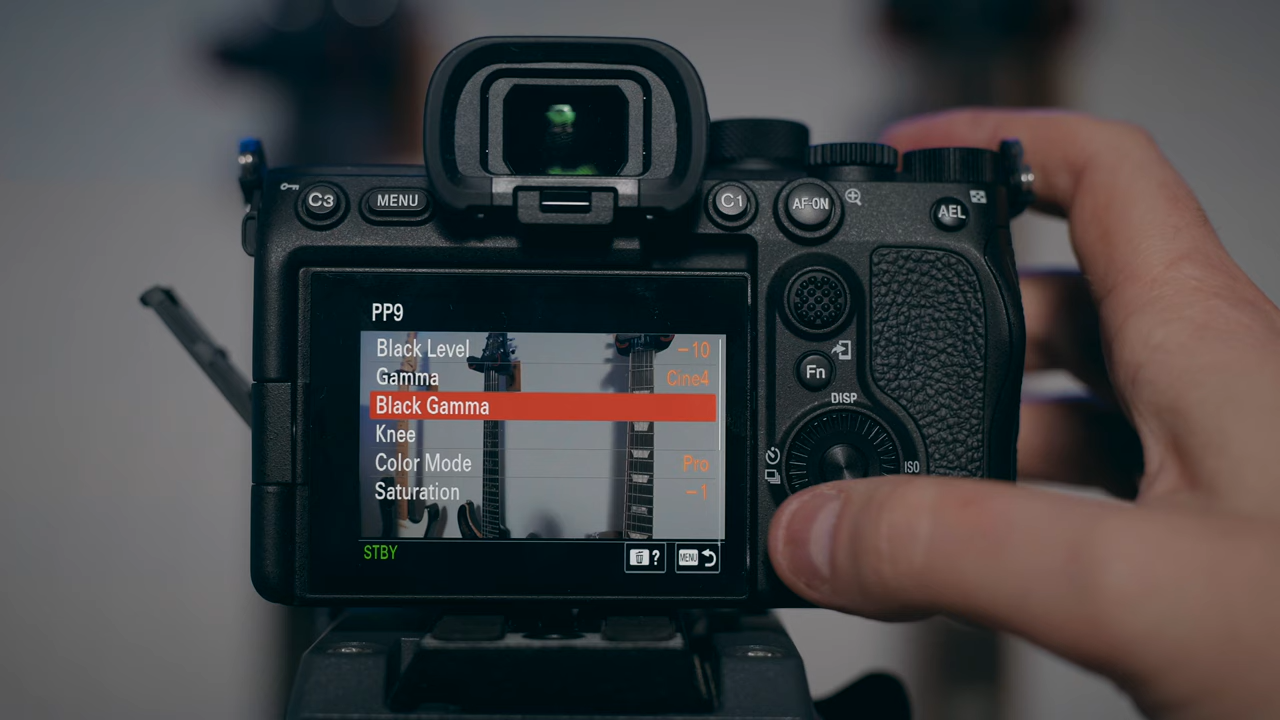 C3
MENU
C1
AF-ON
AEL
PP9
Black Level -10
Gamma Cine4
Black Gamma
Knee
Color Mode Pro
Saturation -1
STBY
?
MENU
Fn
DISP
ISO